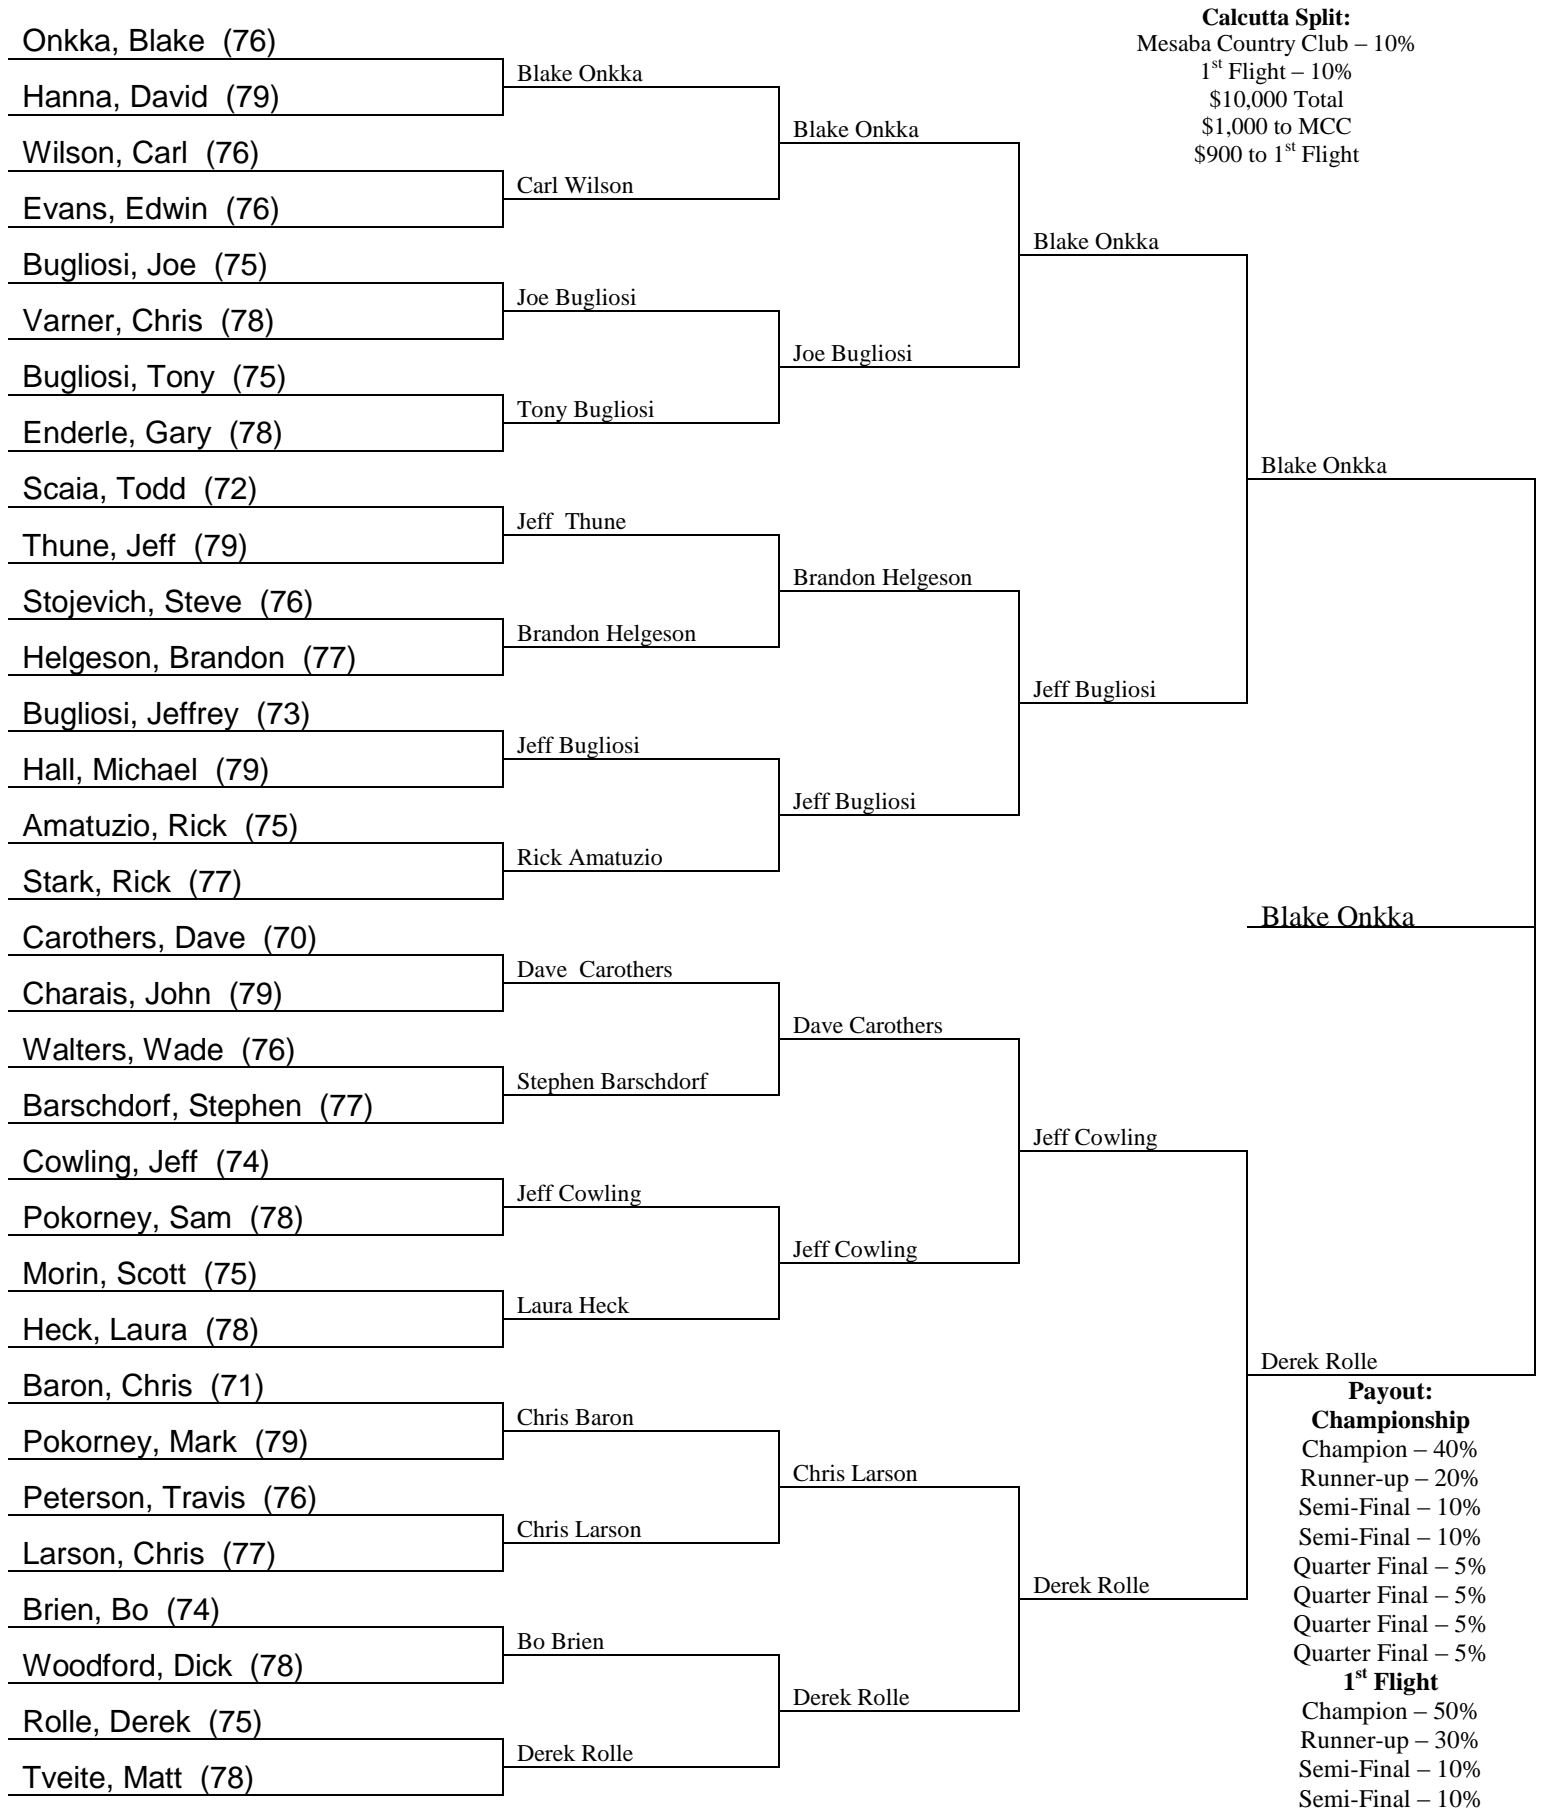 Onkka, Blake (76)
Hanna, David (79)
Wilson, Carl (76)
Evans, Edwin (76)
Bugliosi, Joe (75)
Varner, Chris (78)
Bugliosi, Tony (75)
Enderle, Gary (78)
Scaia, Todd (72)
Thune, Jeff (79)
Stojevich, Steve (76)
Helgeson, Brandon (77)
Bugliosi, Jeffrey (73)
Hall, Michael (79)
Amatuzio, Rick (75)
Stark, Rick (77)
Carothers, Dave (70)
Charais, John (79)
Walters, Wade (76)
Barschdorf, Stephen (77)
Cowling, Jeff (74)
Pokorney, Sam (78)
Morin, Scott (75)
Heck, Laura (78)
Baron, Chris (71)
Pokorney, Mark (79)
Peterson, Travis (76)
Larson, Chris (77)
Brien, Bo (74)
Woodford, Dick (78)
Rolle, Derek (75)
Tveite, Matt (78)
Blake Onkka
Carl Wilson
Joe Bugliosi
Tony Bugliosi
Jeff Thune
Brandon Helgeson
Jeff Bugliosi
Rick Amatuzio
Dave Carothers
Stephen Barschdorf
Jeff Cowling
Laura Heck
Chris Baron
Chris Larson
Bo Brien
Derek Rolle
Blake Onkka
Joe Bugliosi
Brandon Helgeson
Jeff Bugliosi
Dave Carothers
Jeff Cowling
Chris Larson
Derek Rolle
Blake Onkka
Jeff Bugliosi
Jeff Cowling
Derek Rolle
Blake Onkka
Derek Rolle
Blake Onkka
Calcutta Split:
Mesaba Country Club – 10%
1st Flight – 10%
$10,000 Total
$1,000 to MCC
$900 to 1st Flight
Payout:
Championship
Champion – 40%
Runner-up – 20%
Semi-Final – 10%
Semi-Final – 10%
Quarter Final – 5%
Quarter Final – 5%
Quarter Final – 5%
Quarter Final – 5%
1st Flight
Champion – 50%
Runner-up – 30%
Semi-Final – 10%
Semi-Final – 10%